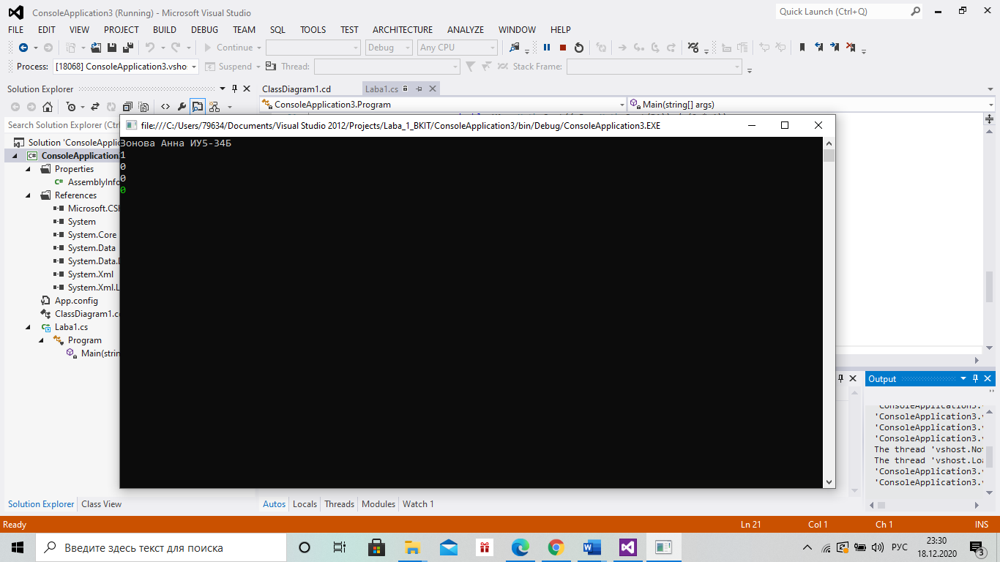 ConsoleApplication3 (Running) - Microsoft Visual Studio
Quick Launch (Ctrl+Q)
FILE EDIT VIEW PROJECT BUILD DEBUG TEAM SQL TOOLS TEST ARCHITECTURE ANALYZE WINDOW HELP
Continue Debug Any CPU
Process: [18068] ConsoleApplication3.vsho Suspend Thread: Stack Frame:
Solution Explorer
ClassDiagram1.cd Laba1.cs
ConsoleApplication3.Program Main(string[] args)
Search Solution Explorer (Ctrl
file:///C:/Users/79634/Documents/Visual Studio 2012/Projects/Laba_1_BKIT/ConsoleApplication3/bin/Debug/ConsoleApplication3.EXE
Зонова Анна ИУ5-34Б
1
0
0
0
Solution 'ConsoleApplic
ConsoleApplication
Properties
AssemblyInfo
References
Microsoft.CSh
System
System.Core
System.Data
System.Data.D
System.Xml
System.Xml.L
App.config
ClassDiagram1.cd
Laba1.cs
Program
Main(strin
Output
'ConsoleApplication3.v
'ConsoleApplication3.v
'ConsoleApplication3.v
'ConsoleApplication3.v
The thread 'vshost.Not
The thread 'vshost.Loa
'ConsoleApplication3.v
'ConsoleApplication3.v
Solution Explorer Class View
Autos Locals Threads Modules Watch 1
Ready Ln 21 Col 1 Ch 1 INS
Введите здесь текст для поиска
РУС
23:30
18.12.2020
3